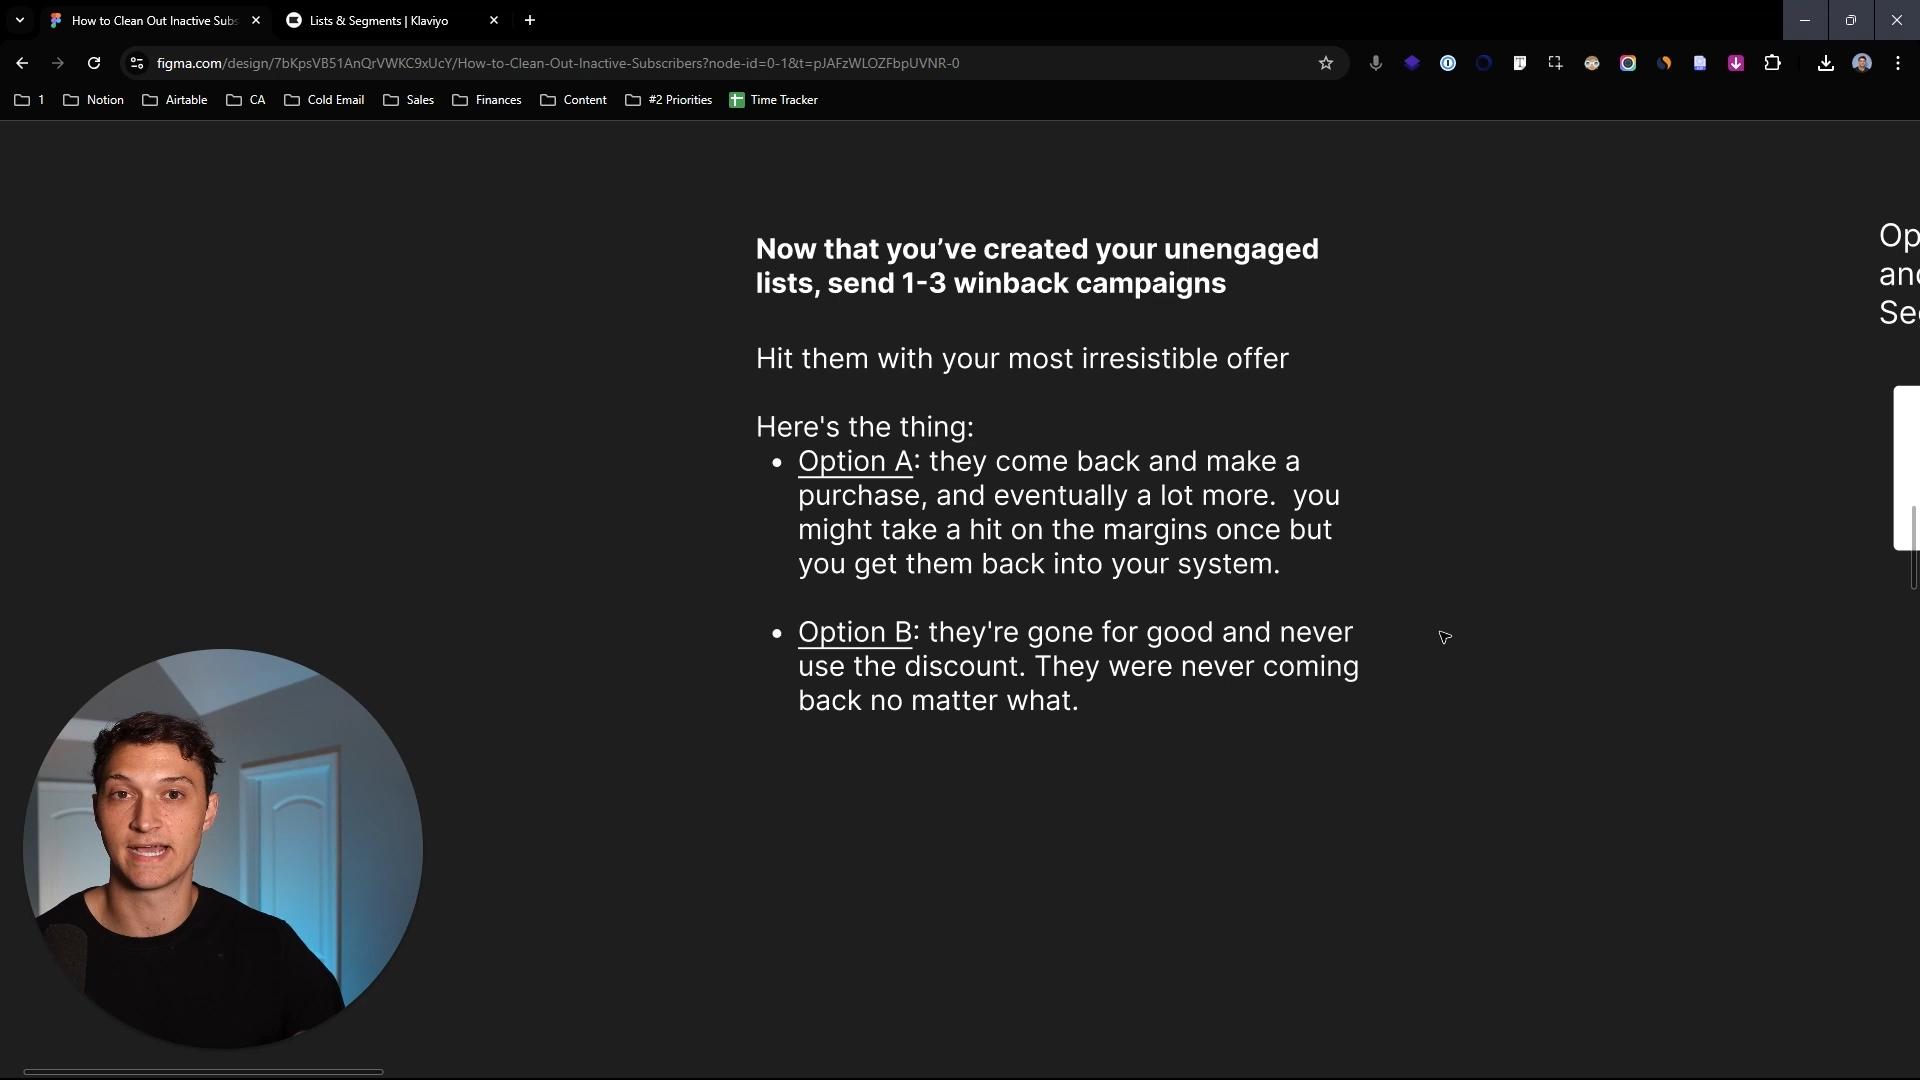 How to Clean Out Inactive Subs
Lists & Segments | Klaviyo
figma.com/design/7bKpsVB51AnQrVWKC9xUcY/How-to-Clean-Out-Inactive-Subscribers?node-id=0-1&t=pJAFzWLOZFbpUVNR-0
1
Notion
Airtable
CA
Cold Email
Sales
Finances
Content
#2 Priorities
Time Tracker
Now that you’ve created your unengaged
lists, send 1-3 winback campaigns
Hit them with your most irresistible offer
Here's the thing:
• Option A: they come back and make a
purchase, and eventually a lot more.  you
might take a hit on the margins once but
you get them back into your system.
• Option B: they're gone for good and never
use the discount. They were never coming
back no matter what.
Op
and
Se